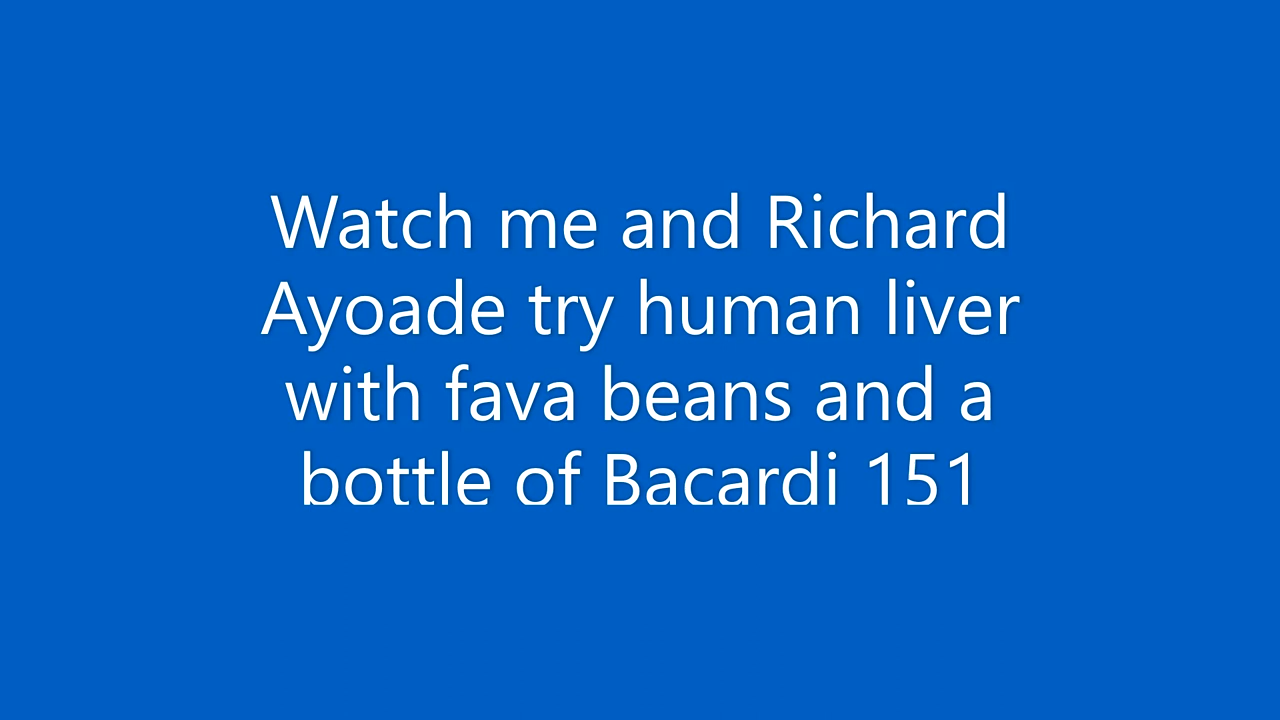 Watch me and Richard
Ayoade try human liver
with fava beans and a
bottle of Bacardi 151